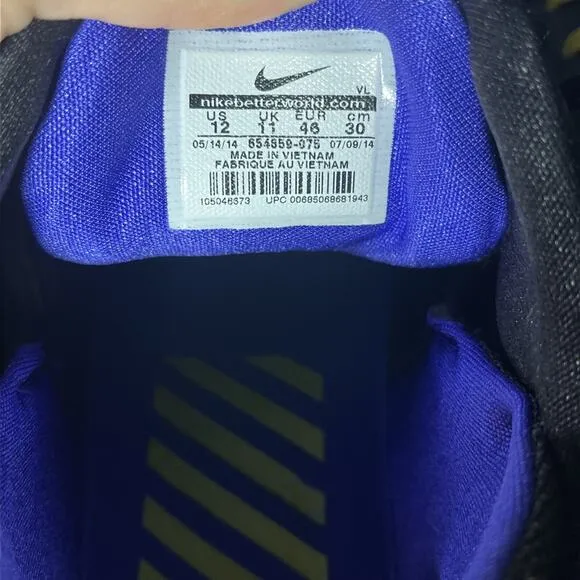 VL
nikebetterworld.com
US UK EUR cm
12 11 46 30
05/14/14 654859-075 07/09/14
MADE IN VIETNAM
FABRIQUE AU VIETNAM
105046673 UPC 00685068681943